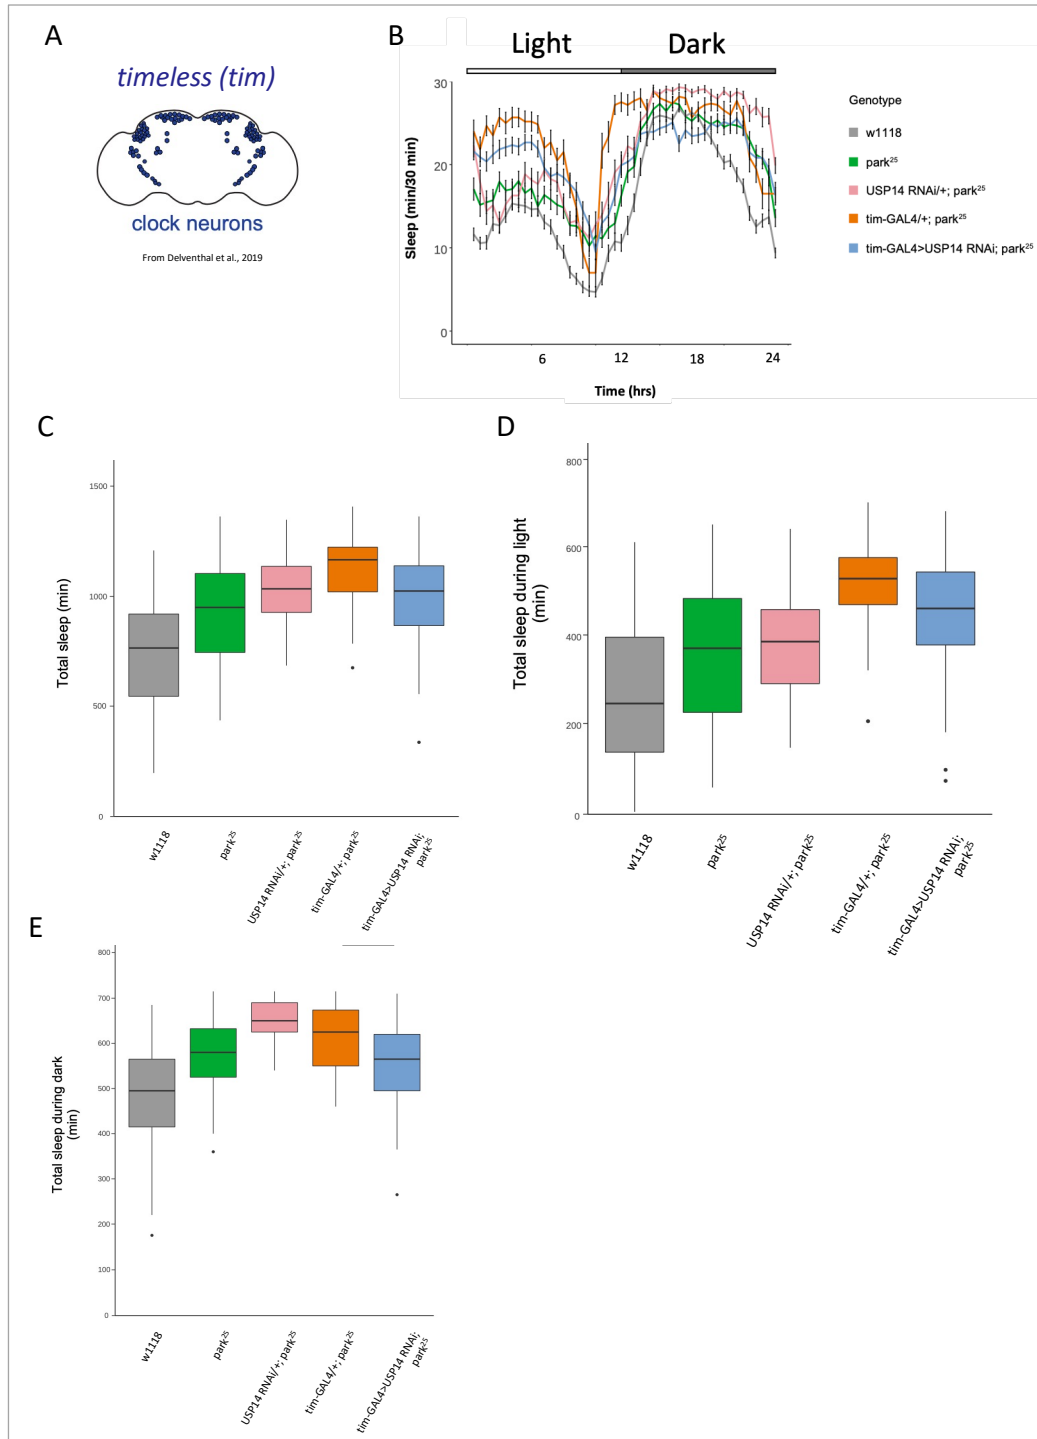 A
timeless (tim)
clock neurons
From Delventhal et al., 2019
B
Light
Dark
30
20
10
0
Sleep (min/30 min)
6
12
18
24
Time (hrs)
Genotype
w1118
park²⁵
USP14 RNAi/+; park²⁵
tim-GAL4/+; park²⁵
tim-GAL4>USP14 RNAi; park²⁵
C
Total sleep (min)
1500
1000
500
0
w1118
park²⁵
USP14 RNAi/+; park²⁵
tim-GAL4/+; park²⁵
tim-GAL4>USP14 RNAi;
park²⁵
D
Total sleep during light
(min)
800
600
400
200
0
w1118
park²⁵
USP14 RNAi/+; park²⁵
tim-GAL4/+; park²⁵
tim-GAL4>USP14 RNAi;
park²⁵
E
Total sleep during dark
(min)
800
700
600
500
400
300
200
100
0
w1118
park²⁵
USP14 RNAi/+; park²⁵
tim-GAL4/+; park²⁵
tim-GAL4>USP14 RNAi;
park²⁵